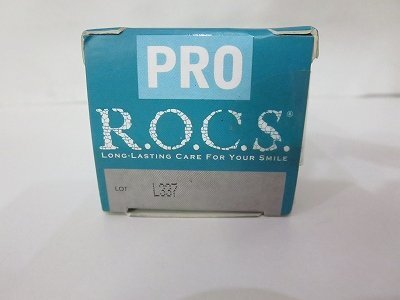 PRO
R.O.C.S.®
LONG-LASTING CARE FOR YOUR SMILE
LOT L337